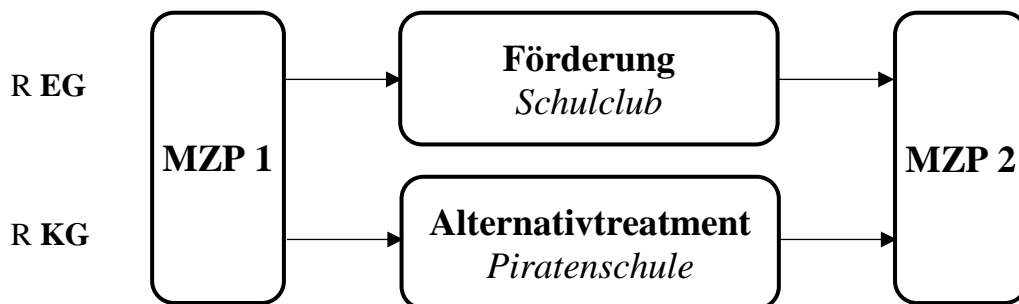 R EG
MZP 1
Förderung
Schulclub
MZP 2
R KG
Alternativtreatment
Piratenschule